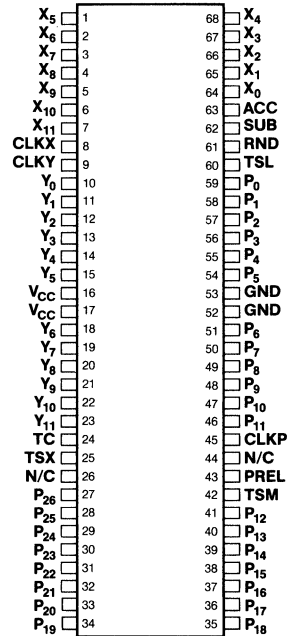 X5 1 68 X4
X6 2 67 X3
X7 3 66 X2
X8 4 65 X1
X9 5 64 X0
X10 6 63 ACC
X11 7 62 SUB
CLKX 8 61 RND
CLKY 9 60 TSL
Y0 10 59 P0
Y1 11 58 P1
Y2 12 57 P2
Y3 13 56 P3
Y4 14 55 P4
Y5 15 54 P5
VCC 16 53 GND
VCC 17 52 GND
Y6 18 51 P6
Y7 19 50 P7
Y8 20 49 P8
Y9 21 48 P9
Y10 22 47 P10
Y11 23 46 P11
TC 24 45 CLKP
TSX 25 44 N/C
N/C 26 43 PREL
P26 27 42 TSM
P25 28 41 P12
P24 29 40 P13
P23 30 39 P14
P22 31 38 P15
P21 32 37 P16
P20 33 36 P17
P19 34 35 P18